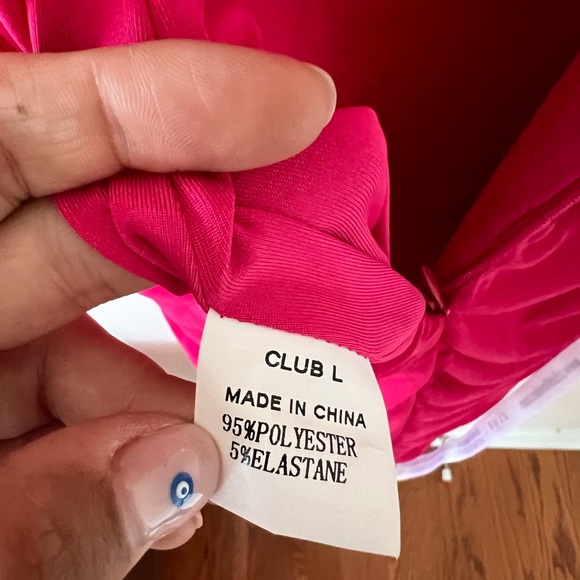 CLUB L
MADE IN CHINA
95%POLYESTER
5%ELASTANE